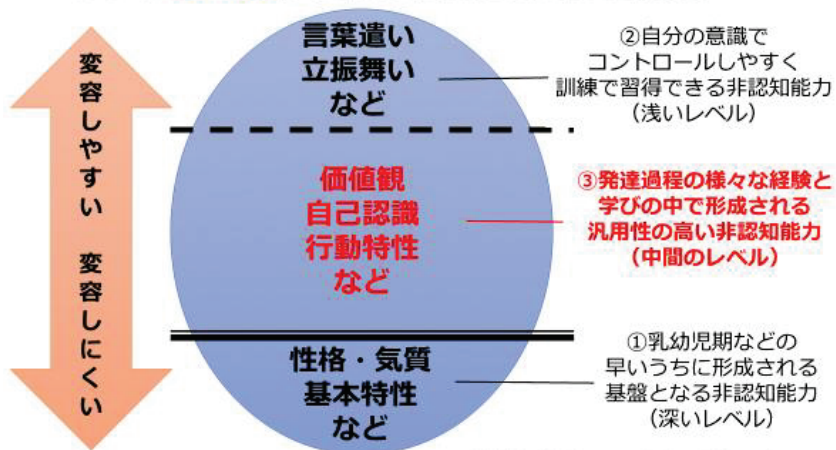 変容しやすい 変容しにくい
言葉遣い
立振舞い
など
②自分の意識で
コントロールしやすく
訓練で習得できる非認知能力
（浅いレベル）
価値観
自己認識
行動特性
など
③発達過程の様々な経験と
学びの中で形成される
汎用性の高い非認知能力
（中間のレベル）
性格・気質
基本特性
など
①乳幼児期などの
早いうちに形成される
基盤となる非認知能力
（深いレベル）